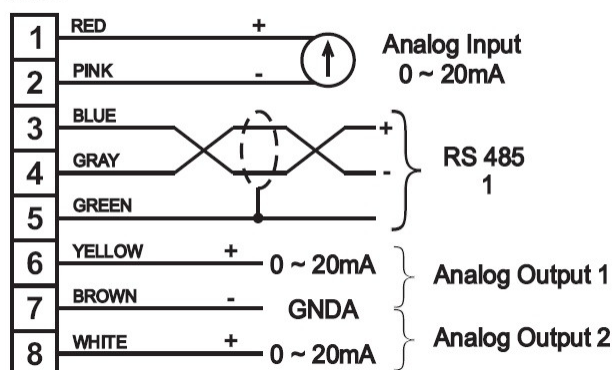 1 RED +
2 PINK -
Analog Input
0 ~ 20mA
3 BLUE +
4 GRAY -
5 GREEN
RS 485
1
6 YELLOW + 0 ~ 20mA
7 BROWN - GNDA
8 WHITE + 0 ~ 20mA
Analog Output 1
Analog Output 2